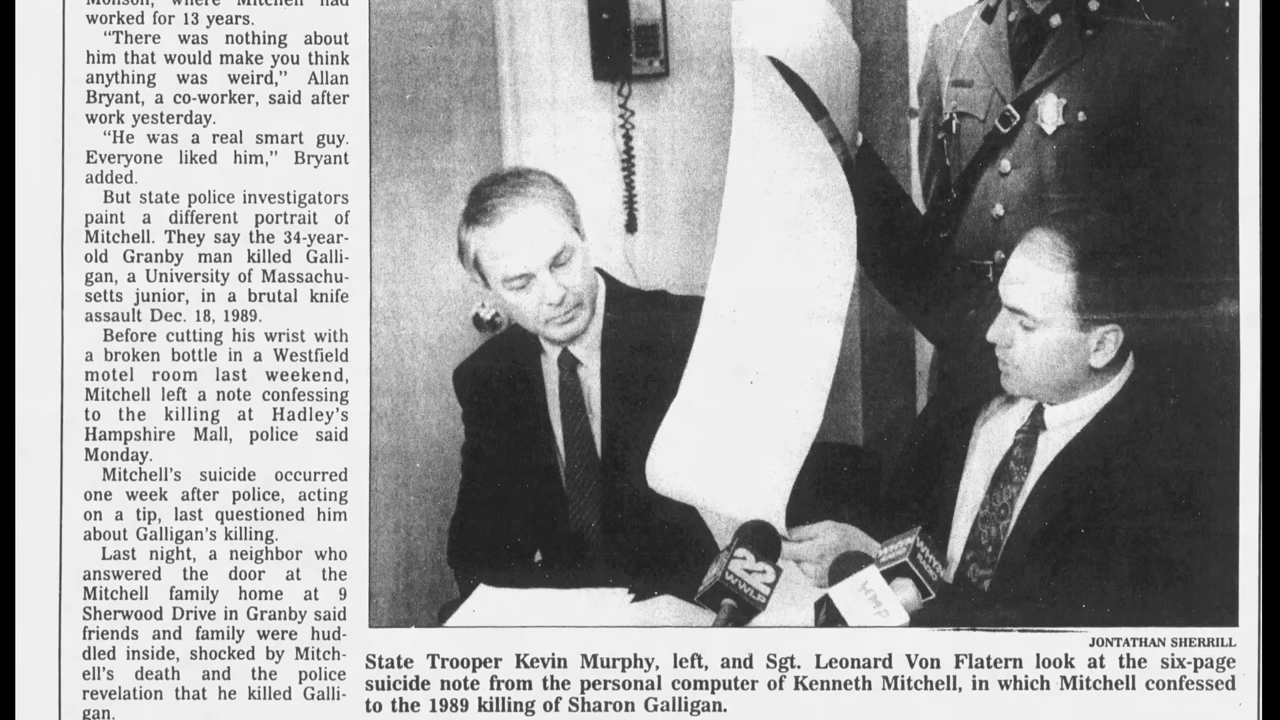 Monson, where Mitchell had
worked for 13 years.
"There was nothing about
him that would make you think
anything was weird," Allan
Bryant, a co-worker, said after
work yesterday.
"He was a real smart guy.
Everyone liked him," Bryant
added.
But state police investigators
paint a different portrait of
Mitchell. They say the 34-year-
old Granby man killed Galli-
gan, a University of Massachu-
setts junior, in a brutal knife
assault Dec. 18, 1989.
Before cutting his wrist with
a broken bottle in a Westfield
motel room last weekend,
Mitchell left a note confessing
to the killing at Hadley's
Hampshire Mall, police said
Monday.
Mitchell's suicide occurred
one week after police, acting
on a tip, last questioned him
about Galligan's killing.
Last night, a neighbor who
answered the door at the
Mitchell family home at 9
Sherwood Drive in Granby said
friends and family were hud-
dled inside, shocked by Mitch-
ell's death and the police
revelation that he killed Galli-
gan.
22
WWLP
WHMP
JONTATHAN SHERRILL
State Trooper Kevin Murphy, left, and Sgt. Leonard Von Flatern look at the six-page
suicide note from the personal computer of Kenneth Mitchell, in which Mitchell confessed
to the 1989 killing of Sharon Galligan.